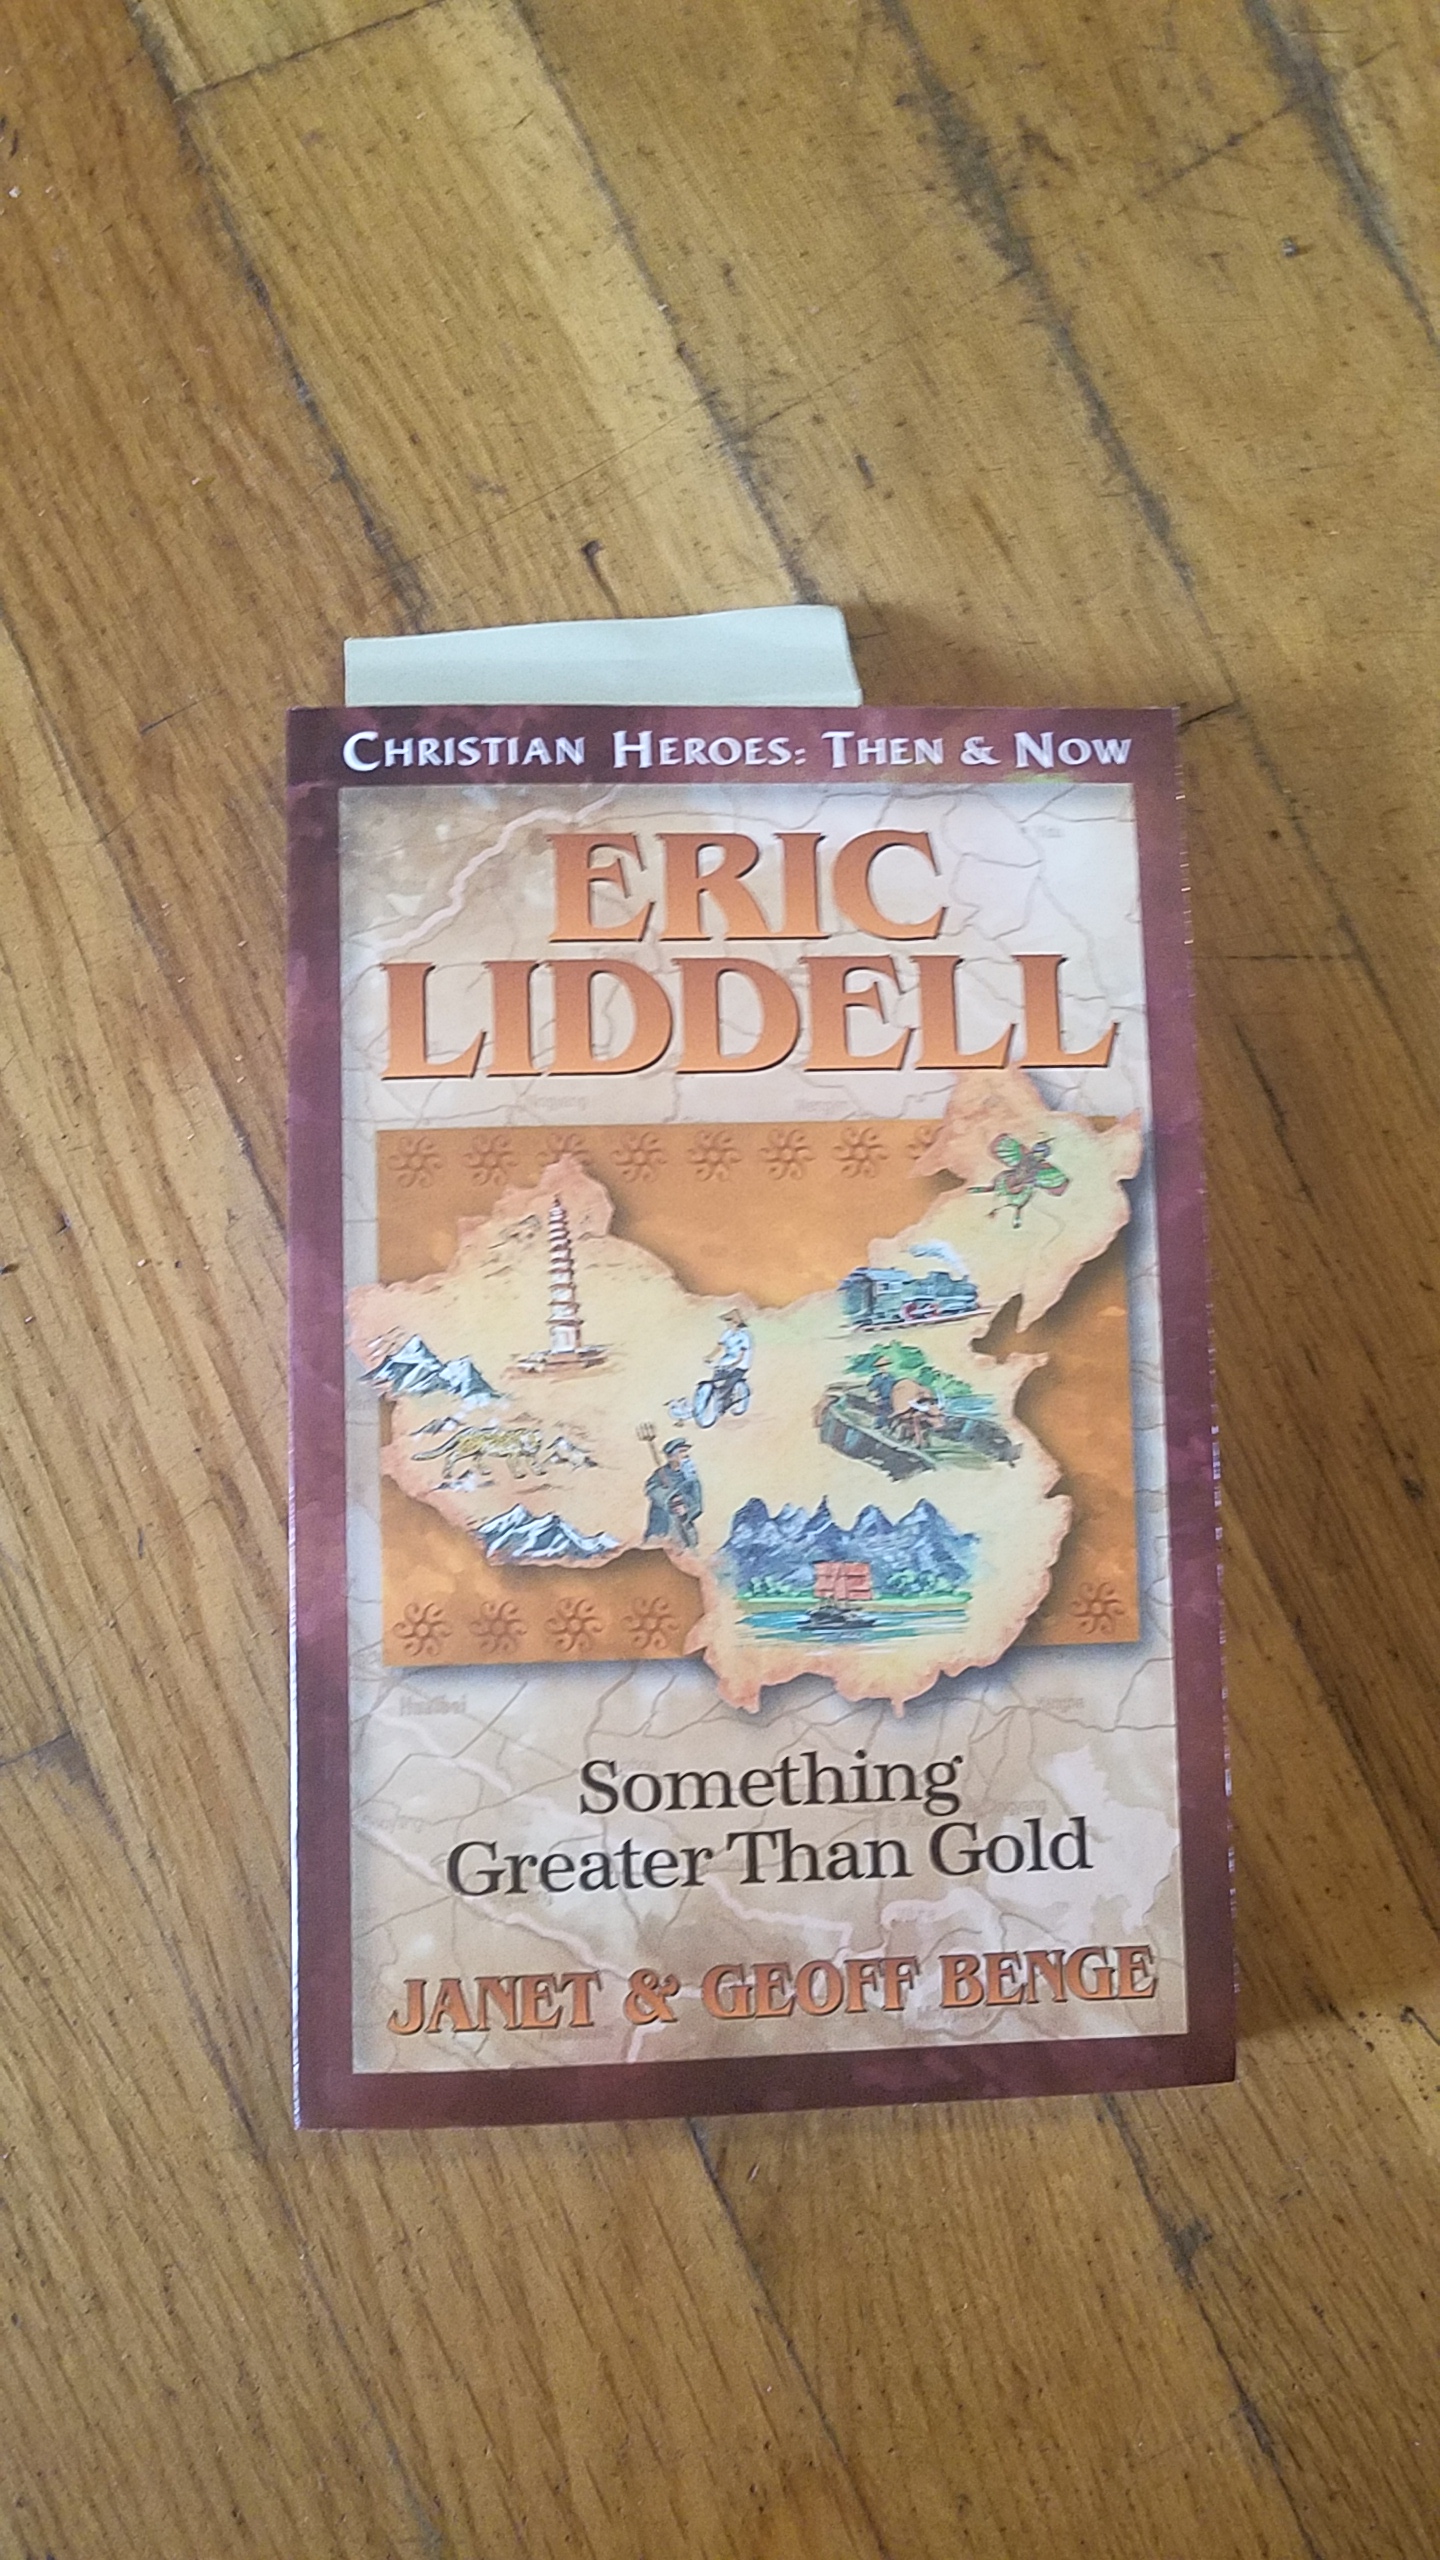 CHRISTIAN HEROES: THEN & NOW
ERIC
LIDDELL
Something
Greater Than Gold
JANET & GEOFF BENGE